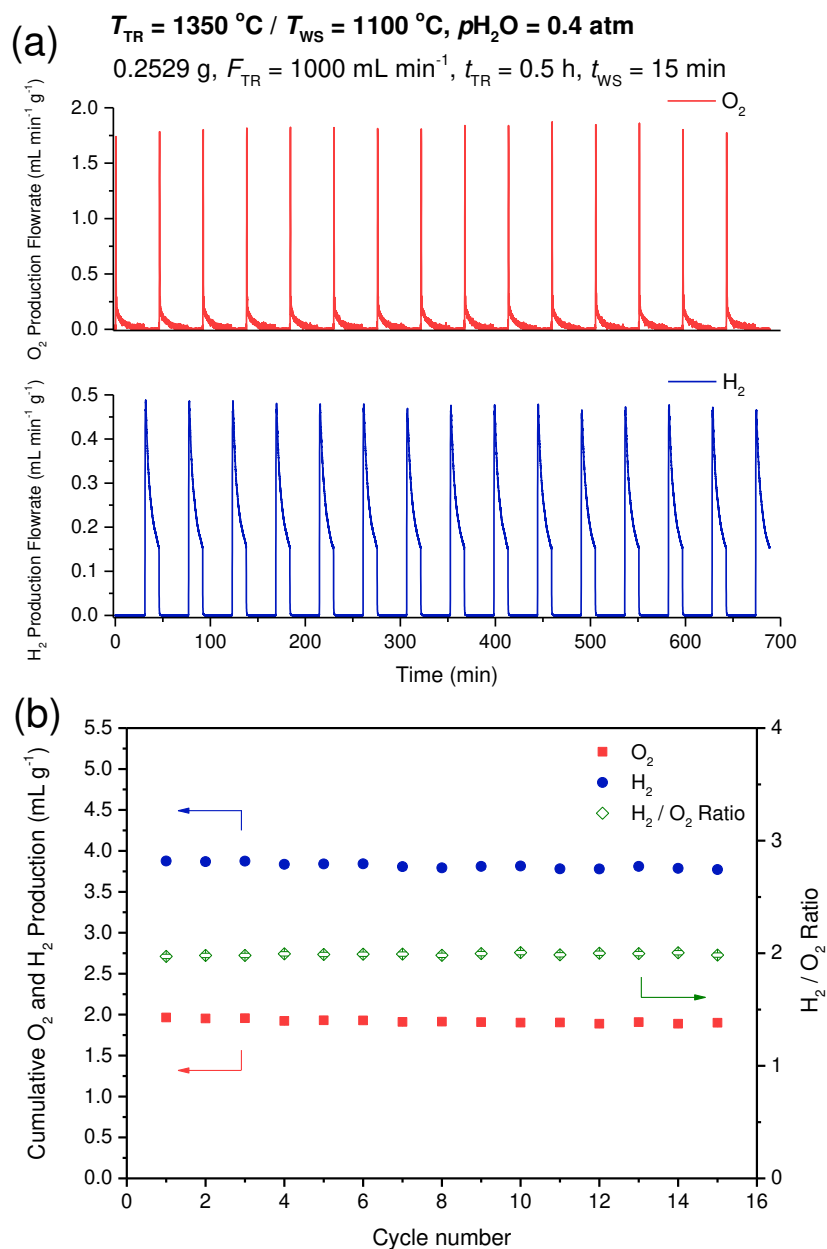 (a)
T_TR = 1350 °C / T_WS = 1100 °C, pH₂O = 0.4 atm
0.2529 g, F_TR = 1000 mL min⁻¹, t_TR = 0.5 h, t_WS = 15 min
O₂ Production Flowrate (mL min⁻¹ g⁻¹)
2.0
1.5
1.0
0.5
0.0
O₂
H₂ Production Flowrate (mL min⁻¹ g⁻¹)
0.5
0.4
0.3
0.2
0.1
0.0
H₂
0 100 200 300 400 500 600 700
Time (min)
(b)
Cumulative O₂ and H₂ Production (mL g⁻¹)
5.5
5.0
4.5
4.0
3.5
3.0
2.5
2.0
1.5
1.0
0.5
0.0
O₂
H₂
H₂ / O₂ Ratio
4
3
2
1
0
H₂ / O₂ Ratio
0 2 4 6 8 10 12 14 16
Cycle number